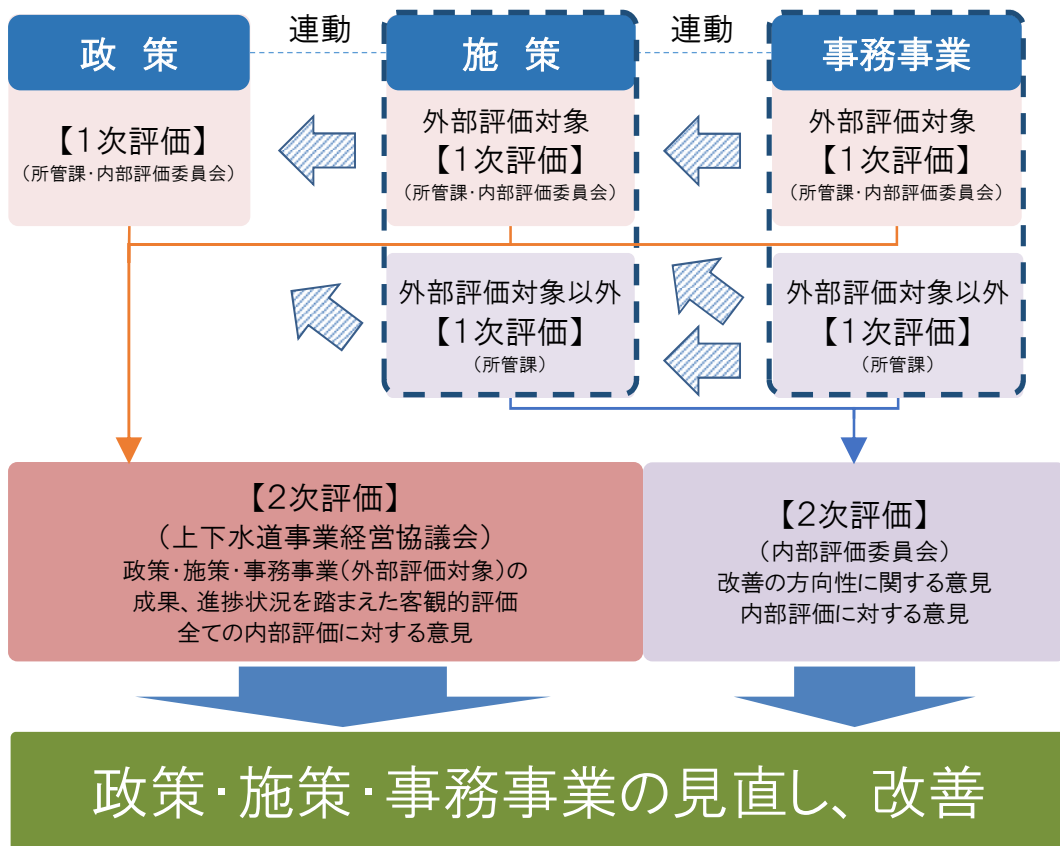 政 策
連動
施 策
連動
事務事業
【1次評価】
(所管課・内部評価委員会)
外部評価対象
【1次評価】
(所管課・内部評価委員会)
外部評価対象
【1次評価】
(所管課・内部評価委員会)
外部評価対象以外
【1次評価】
(所管課)
外部評価対象以外
【1次評価】
(所管課)
【2次評価】
(上下水道事業経営協議会)
政策・施策・事務事業(外部評価対象)の
成果、進捗状況を踏まえた客観的評価
全ての内部評価に対する意見
【2次評価】
(内部評価委員会)
改善の方向性に関する意見
内部評価に対する意見
政策・施策・事務事業の見直し、改善